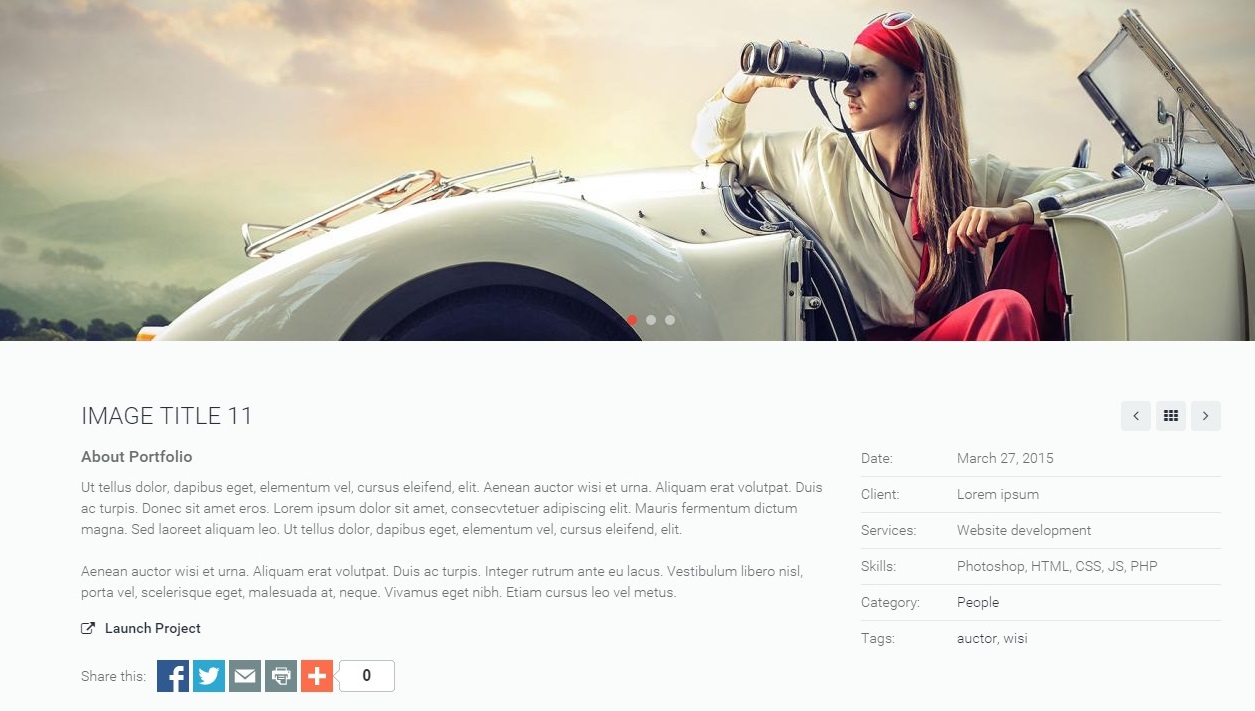 IMAGE TITLE 11
About Portfolio
Ut tellus dolor, dapibus eget, elementum vel, cursus eleifend, elit. Aenean auctor wisi et urna. Aliquam erat volutpat. Duis
ac turpis. Donec sit amet eros. Lorem ipsum dolor sit amet, consecvtetuer adipiscing elit. Mauris fermentum dictum
magna. Sed laoreet aliquam leo. Ut tellus dolor, dapibus eget, elementum vel, cursus eleifend, elit.
Aenean auctor wisi et urna. Aliquam erat volutpat. Duis ac turpis. Integer rutrum ante eu lacus. Vestibulum libero nisl,
porta vel, scelerisque eget, malesuada at, neque. Vivamus eget nibh. Etiam cursus leo vel metus.
Launch Project
Share this: 0
Date: March 27, 2015
Client: Lorem ipsum
Services: Website development
Skills: Photoshop, HTML, CSS, JS, PHP
Category: People
Tags: auctor, wisi